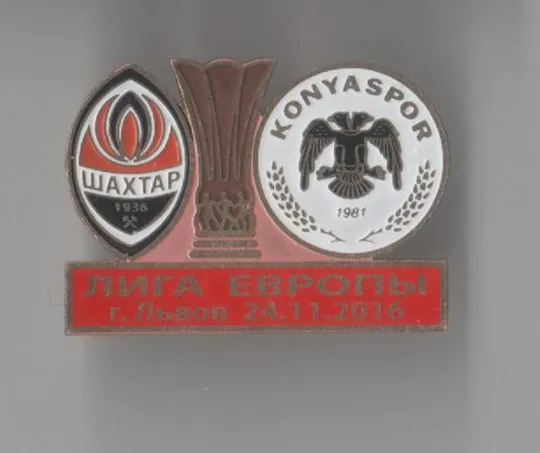 ШАХТАР
1936
KONYASPOR
1981
ЛИГА ЕВРОПЫ
г. Львов 24.11.2016